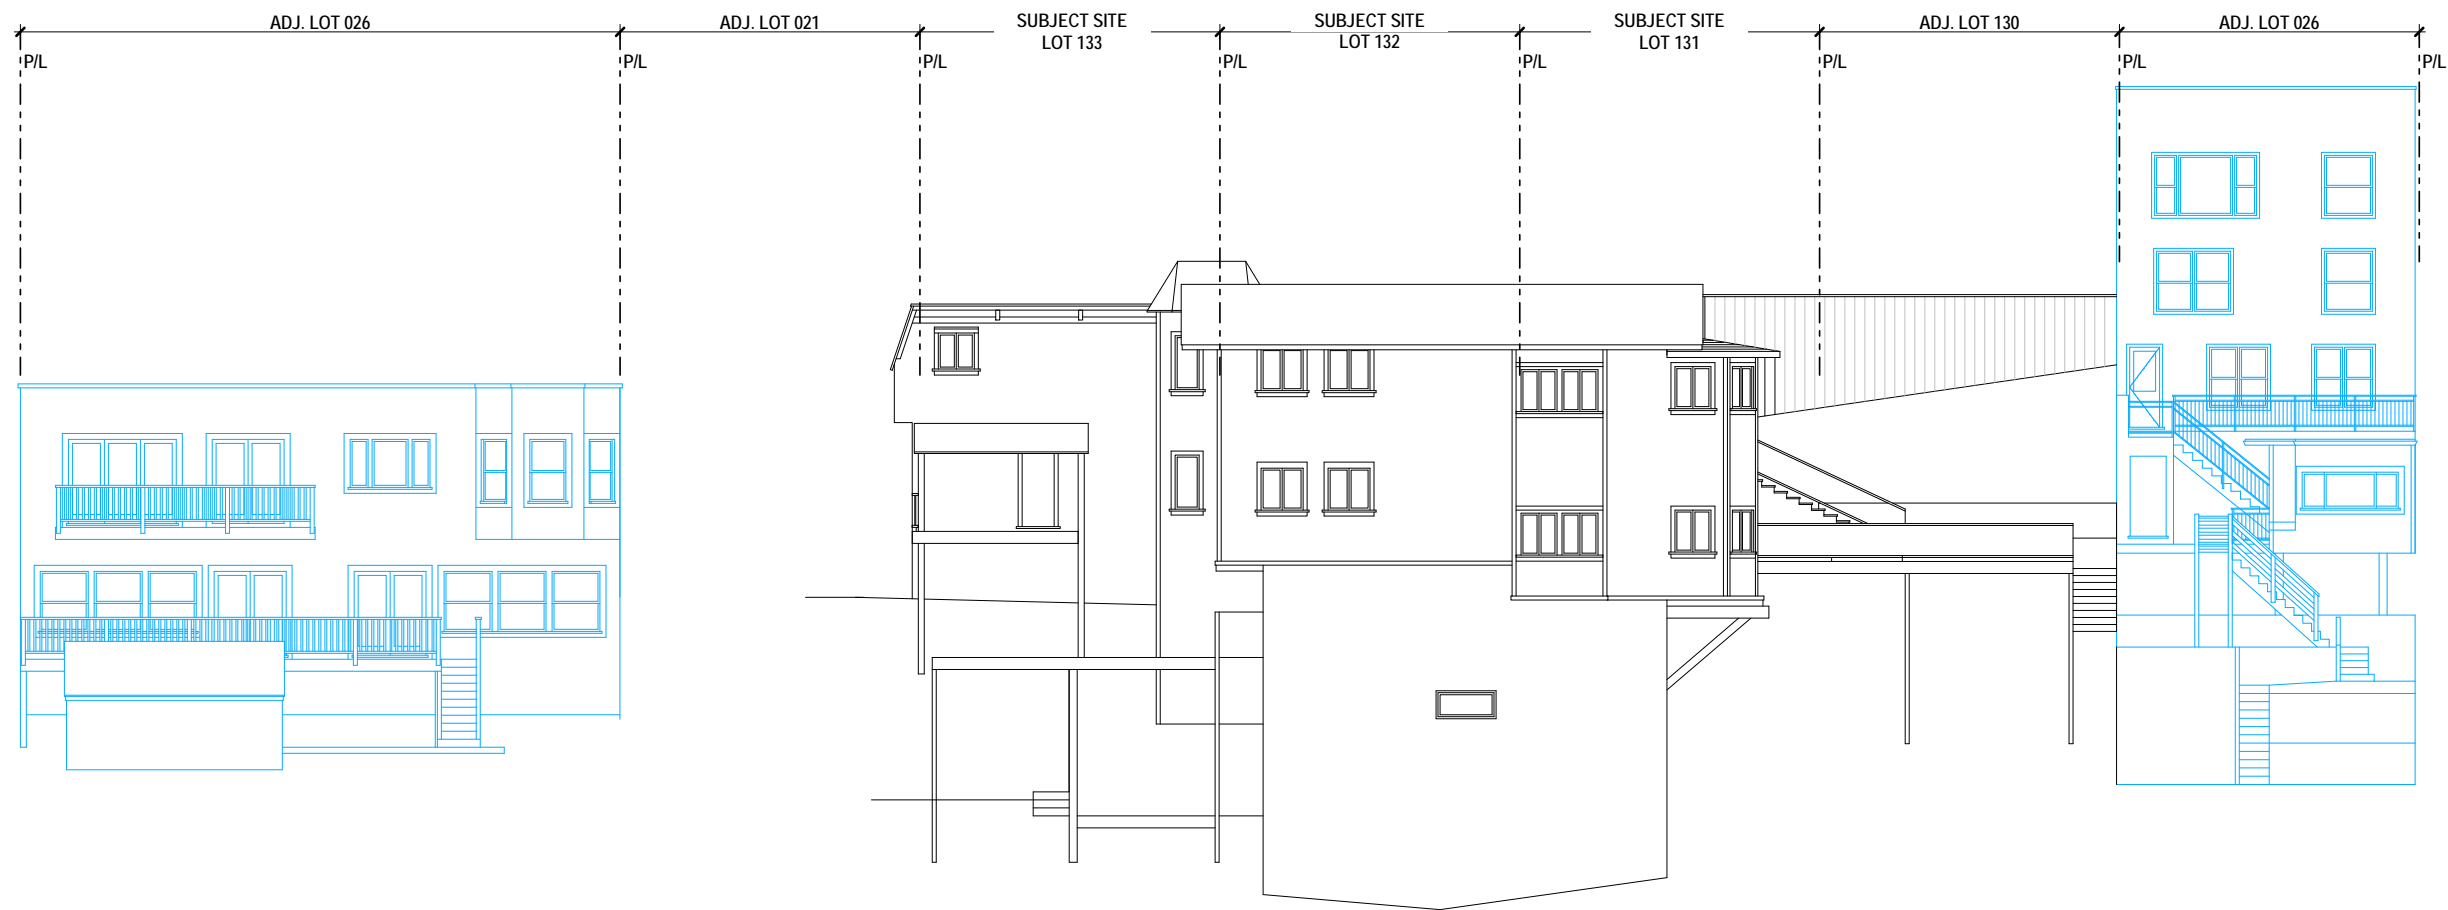 ADJ. LOT 026
ADJ. LOT 021
SUBJECT SITE
LOT 133
SUBJECT SITE
LOT 132
SUBJECT SITE
LOT 131
ADJ. LOT 130
ADJ. LOT 026
P/L
P/L
P/L
P/L
P/L
P/L
P/L
P/L